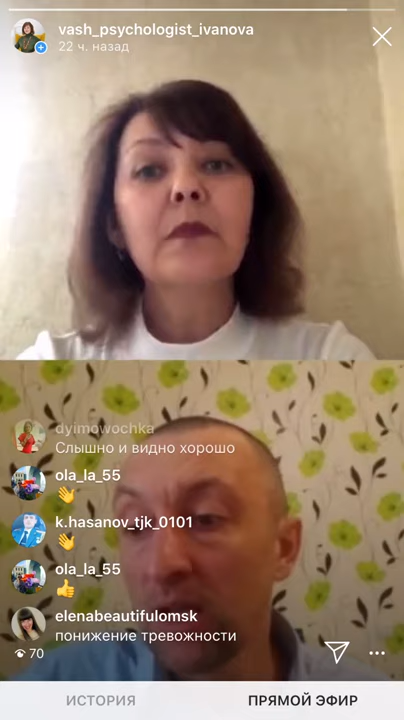 vash_psychologist_ivanova
22 ч. назад
dyimowochka
Слышно и видно хорошо
ola_la_55
👋
k.hasanov_tjk_0101
👋
ola_la_55
👍
elenabeautifulomsk
понижение тревожности
70
ИСТОРИЯ
ПРЯМОЙ ЭФИР